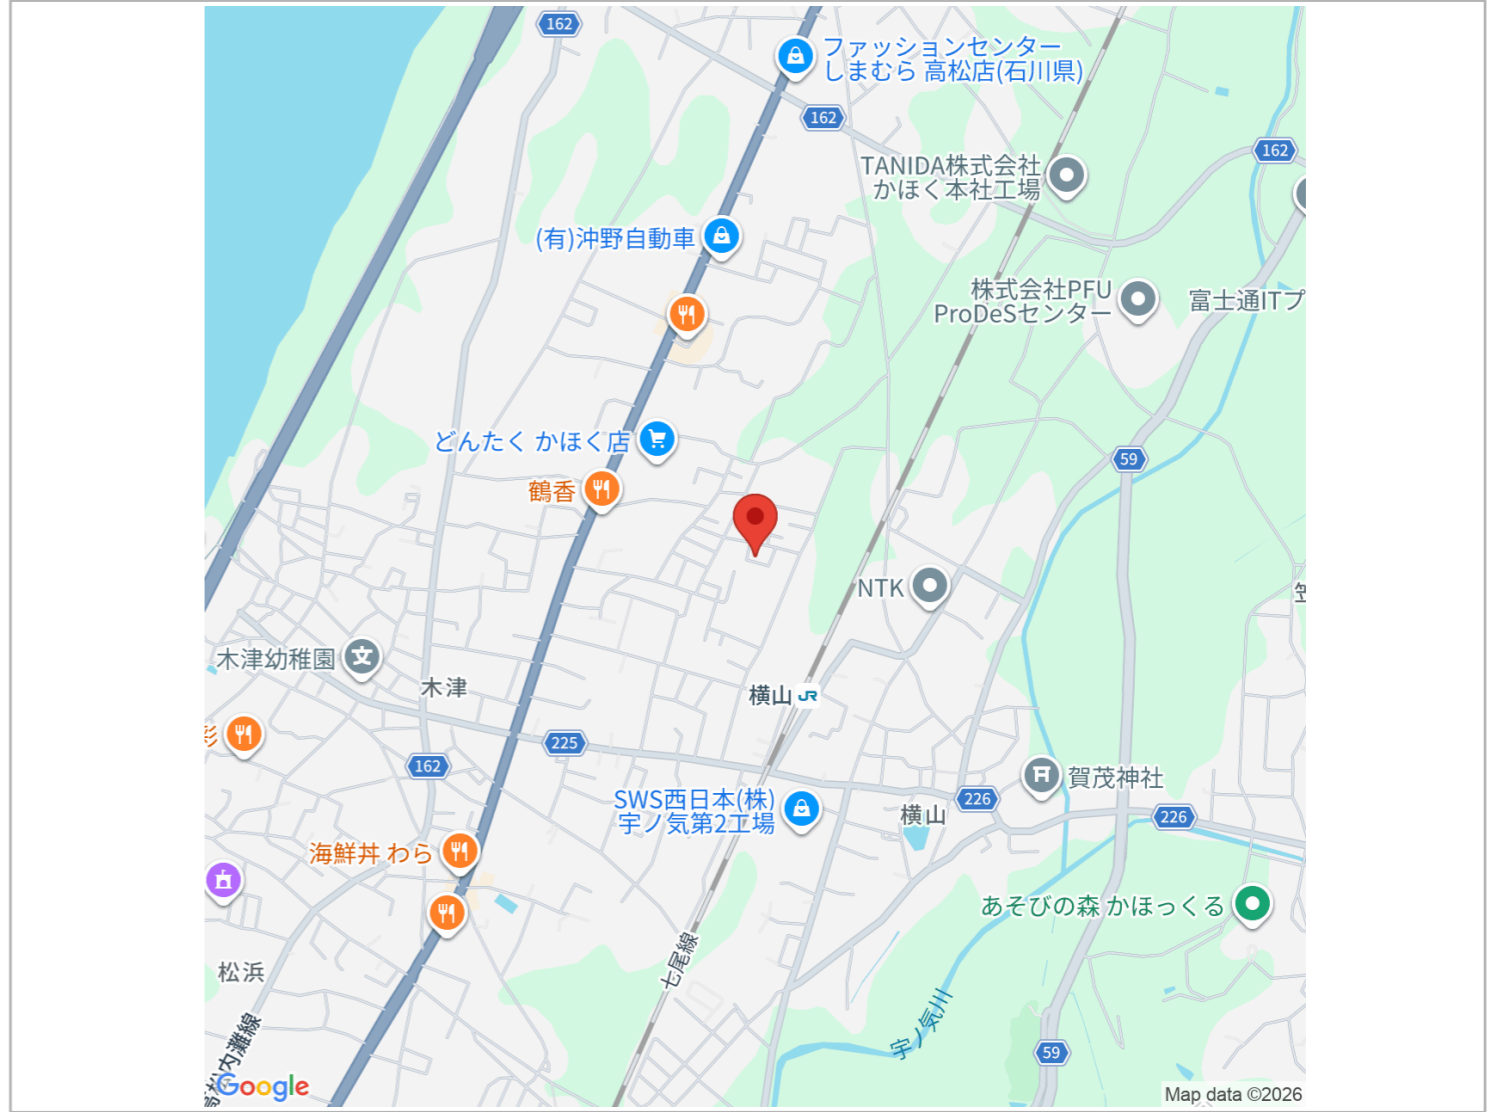 162
ファッションセンター
しまむら 高松店(石川県)
162
162
TANIDA株式会社
かほく本社工場
(有)沖野自動車
株式会社PFU
ProDeSセンター
富士通ITプ
どんたく かほく店
59
鶴香
NTK
木津幼稚園
木津
横山 JR
彩
225
162
賀茂神社
SWS西日本(株)
宇ノ気第2工場
226
横山
226
海鮮丼 わら
あそびの森 かほっくる
七尾線
松浜
宇ノ気川
高松内灘線
59
Google
Map data ©2026